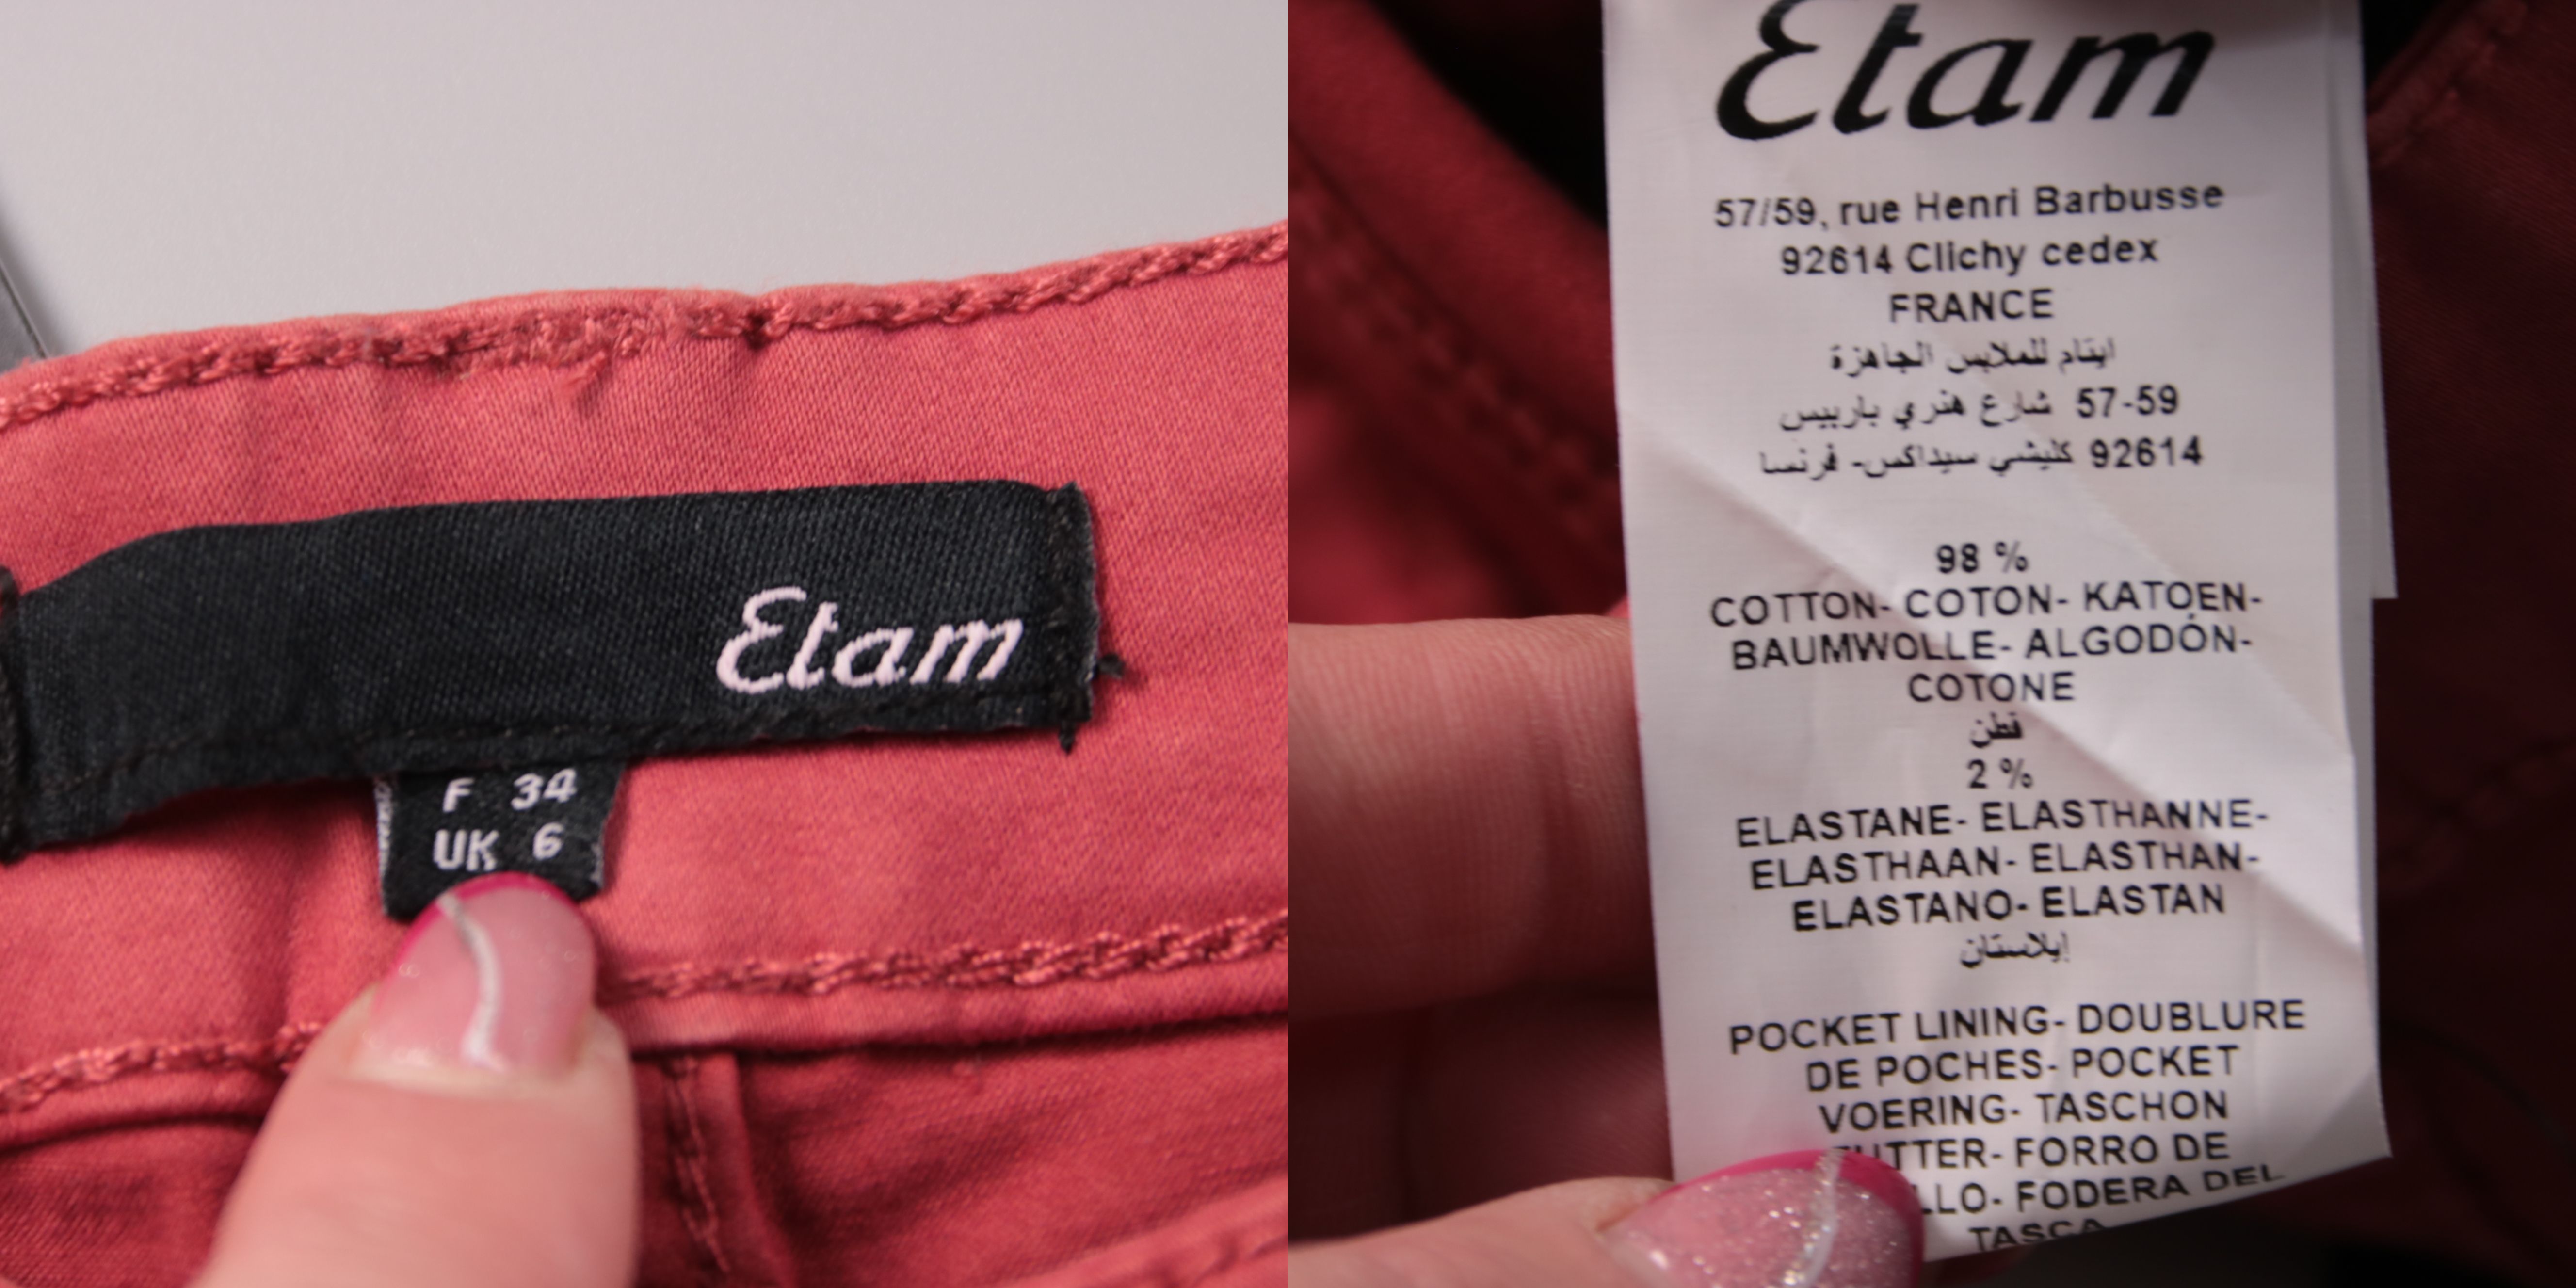 Etam
F 34
UK 6
Etam
57/59, rue Henri Barbusse
92614 Clichy cedex
FRANCE
ايتام للملابس الجاهزة
57-59 شارع هنري باربيس
92614 كليشي سيداكس- فرنسا
98 %
COTTON- COTON- KATOEN-
BAUMWOLLE- ALGODÓN-
COTONE
قطن
2 %
ELASTANE- ELASTHANNE-
ELASTHAAN- ELASTHAN-
ELASTANO- ELASTAN
إيلاستان
POCKET LINING- DOUBLURE
DE POCHES- POCKET
VOERING- TASCHON
FORRO DE
FODERA DEL
TASCA